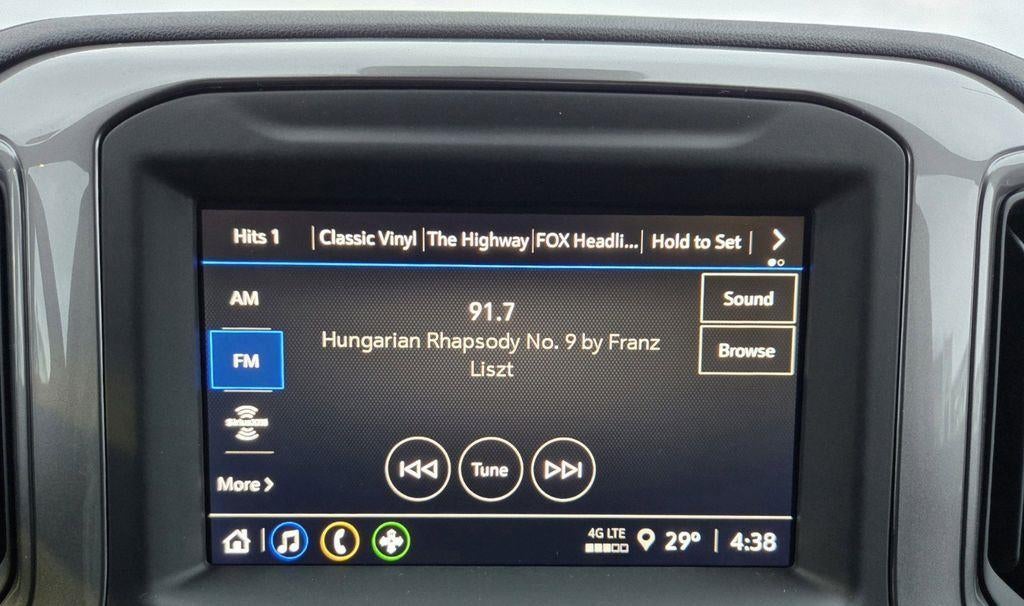 Hits 1 | Classic Vinyl | The Highway | FOX Headli... | Hold to Set |
AM
FM
SiriusXM
More
91.7
Hungarian Rhapsody No. 9 by Franz
Liszt
Sound
Browse
Tune
4G LTE
29° | 4:38